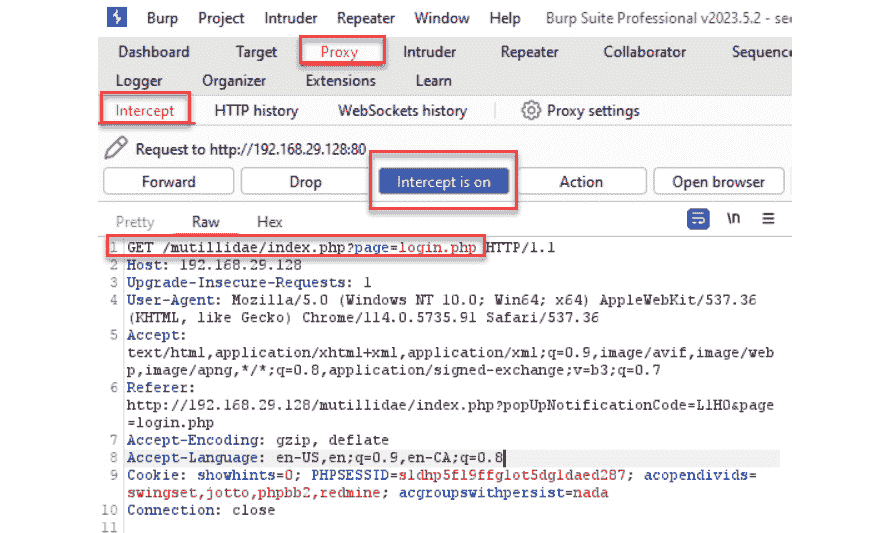 Burp Project Intruder Repeater Window Help Burp Suite Professional v2023.5.2 -
Dashboard Target Proxy Intruder Repeater Collaborator Sequence
Logger Organizer Extensions Learn
Intercept HTTP history WebSockets history Proxy settings
Request to http://192.168.29.128:80
Forward Drop Intercept is on Action Open browser
Pretty Raw Hex \n
1 GET /mutillidae/index.php?page=login.php HTTP/1.1
2 Host: 192.168.29.128
3 Upgrade-Insecure-Requests: 1
4 User-Agent: Mozilla/5.0 (Windows NT 10.0; Win64; x64) AppleWebKit/537.36
(KHTML, like Gecko) Chrome/114.0.5735.91 Safari/537.36
5 Accept:
text/html,application/xhtml+xml,application/xml;q=0.9,image/avif,image/web
p,image/apng,*/*;q=0.8,application/signed-exchange;v=b3;q=0.7
6 Referer:
http://192.168.29.128/mutillidae/index.php?popUpNotificationCode=L1H0&page
=login.php
7 Accept-Encoding: gzip, deflate
8 Accept-Language: en-US,en;q=0.9,en-CA;q=0.8
9 Cookie: showhints=0; PHPSESSID=sldhp5f19ffglot5dgldaed287; acopendivids=
swingset,jotto,phpbb2,redmine; acgroupswithpersist=nada
10 Connection: close
11